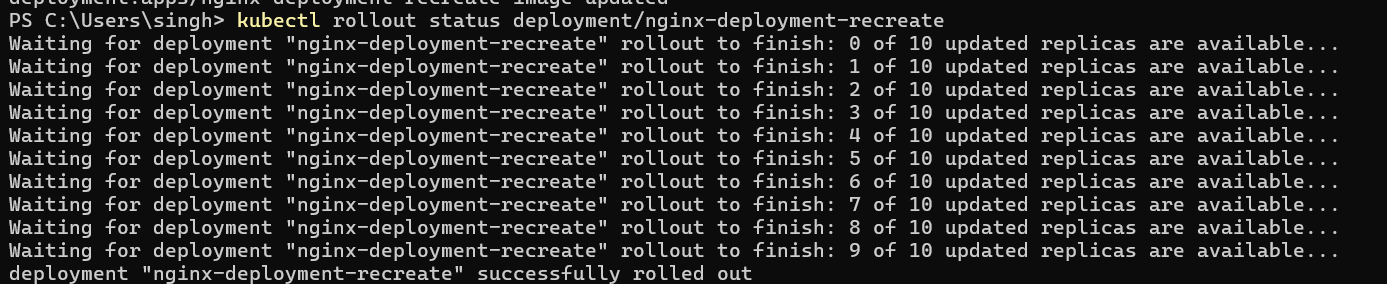 deployment.apps/nginx-deployment-recreate image updated
PS C:\Users\singh> kubectl rollout status deployment/nginx-deployment-recreate
Waiting for deployment "nginx-deployment-recreate" rollout to finish: 0 of 10 updated replicas are available...
Waiting for deployment "nginx-deployment-recreate" rollout to finish: 1 of 10 updated replicas are available...
Waiting for deployment "nginx-deployment-recreate" rollout to finish: 2 of 10 updated replicas are available...
Waiting for deployment "nginx-deployment-recreate" rollout to finish: 3 of 10 updated replicas are available...
Waiting for deployment "nginx-deployment-recreate" rollout to finish: 4 of 10 updated replicas are available...
Waiting for deployment "nginx-deployment-recreate" rollout to finish: 5 of 10 updated replicas are available...
Waiting for deployment "nginx-deployment-recreate" rollout to finish: 6 of 10 updated replicas are available...
Waiting for deployment "nginx-deployment-recreate" rollout to finish: 7 of 10 updated replicas are available...
Waiting for deployment "nginx-deployment-recreate" rollout to finish: 8 of 10 updated replicas are available...
Waiting for deployment "nginx-deployment-recreate" rollout to finish: 9 of 10 updated replicas are available...
deployment "nginx-deployment-recreate" successfully rolled out